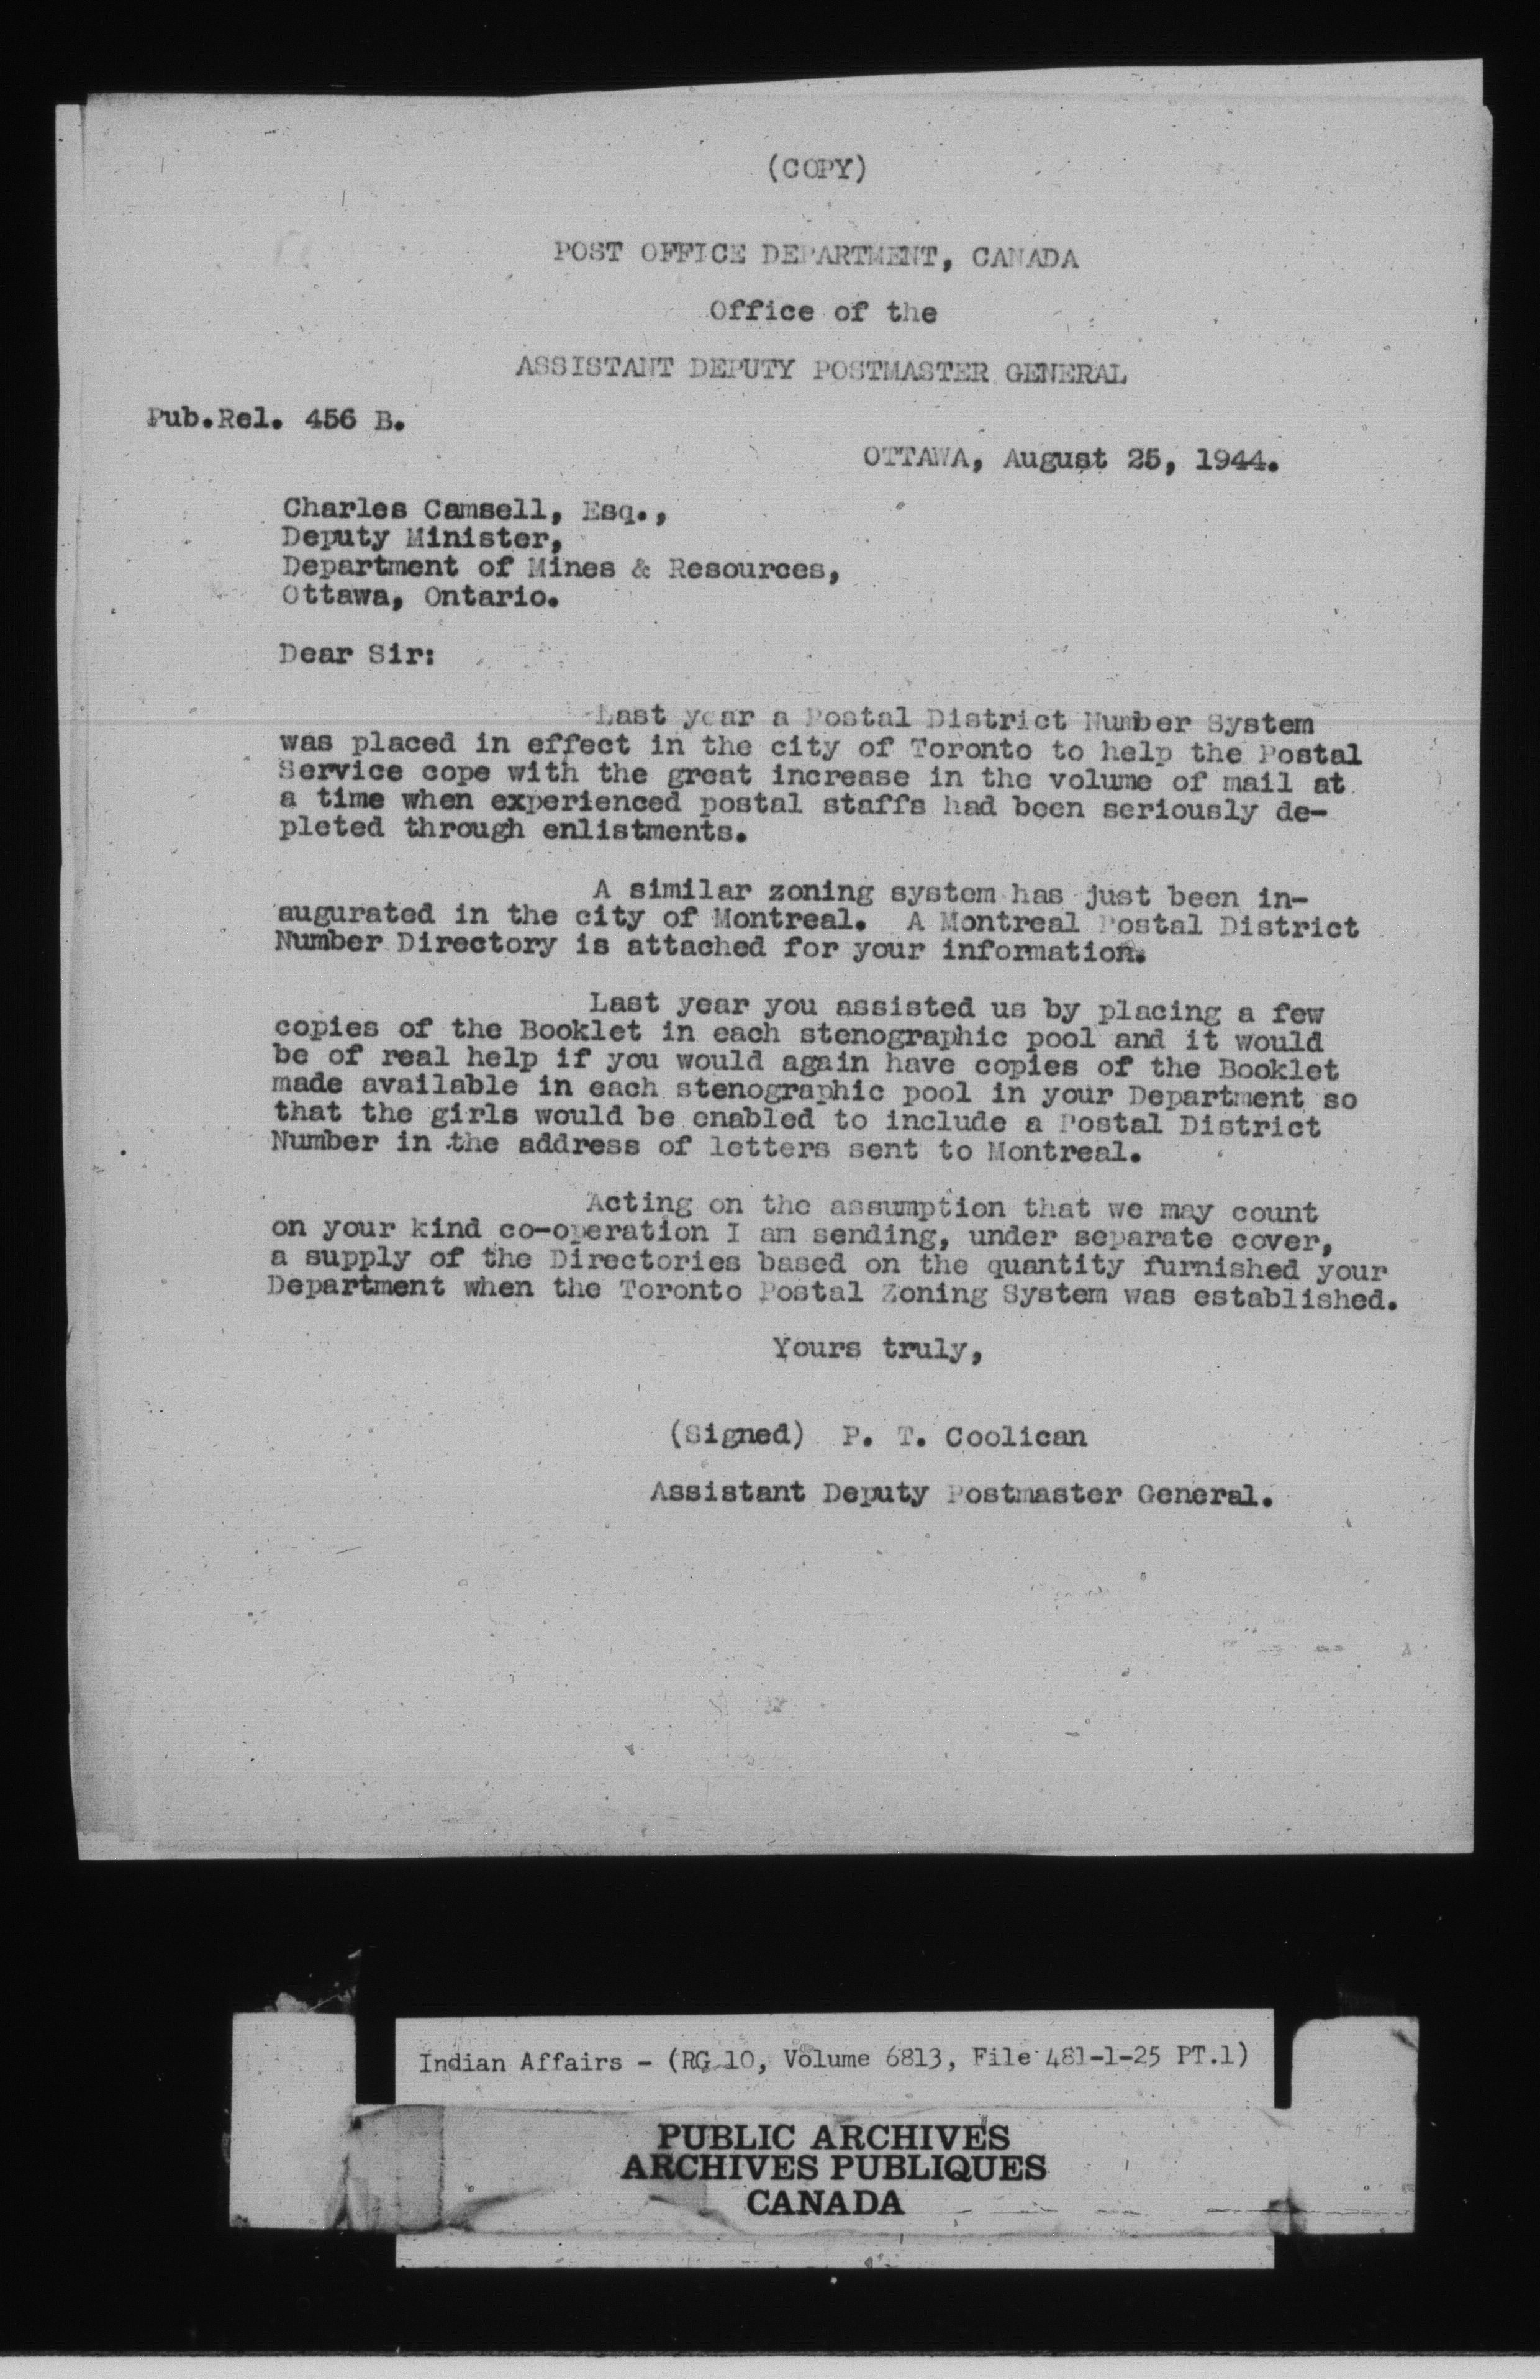 (COPY)
POST OFFICE DEPARTMENT, CANADA
Office of the
ASSISTANT DEPUTY POSTMASTER GENERAL
Pub.Rel. 456 B.
OTTAWA, August 25, 1944.
Charles Camsell, Esq.,
Deputy Minister,
Department of Mines & Resources,
Ottawa, Ontario.
Dear Sir:
Last year a Postal District Number System
was placed in effect in the city of Toronto to help the Postal
Service cope with the great increase in the volume of mail at
a time when experienced postal staffs had been seriously de-
pleted through enlistments.
A similar zoning system has just been in-
augurated in the city of Montreal. A Montreal Postal District
Number Directory is attached for your information.
Last year you assisted us by placing a few
copies of the Booklet in each stenographic pool and it would
be of real help if you would again have copies of the Booklet
made available in each stenographic pool in your Department so
that the girls would be enabled to include a Postal District
Number in the address of letters sent to Montreal.
Acting on the assumption that we may count
on your kind co-operation I am sending, under separate cover,
a supply of the Directories based on the quantity furnished your
Department when the Toronto Postal Zoning System was established.
Yours truly,
(Signed) P. T. Coolican
Assistant Deputy Postmaster General.
Indian Affairs - (RG 10, Volume 6813, File 481-1-25 PT.1)
PUBLIC ARCHIVES
ARCHIVES PUBLIQUES
CANADA